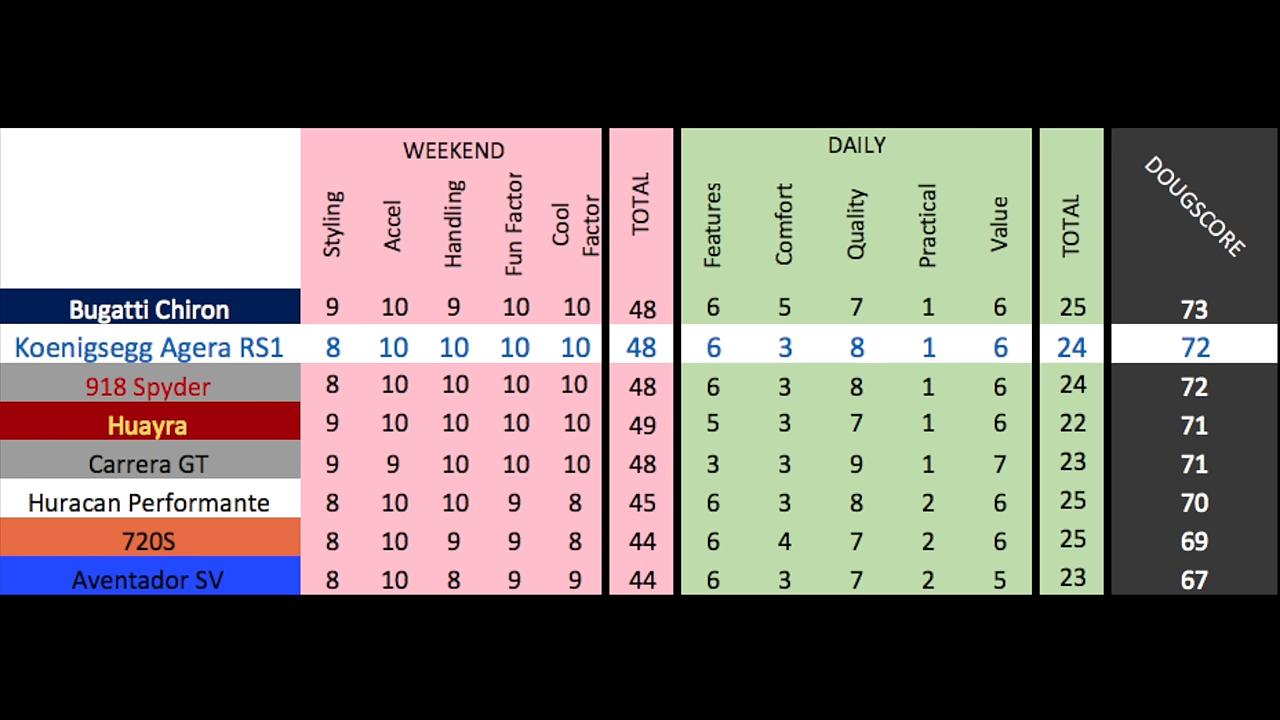 WEEKEND
DAILY
Styling
Accel
Handling
Fun Factor
Cool
Factor
TOTAL
Features
Comfort
Quality
Practical
Value
TOTAL
DOUGSCORE
Bugatti Chiron 9 10 9 10 10 48 6 5 7 1 6 25 73
Koenigsegg Agera RS1 8 10 10 10 10 48 6 3 8 1 6 24 72
918 Spyder 8 10 10 10 10 48 6 3 8 1 6 24 72
Huayra 9 10 10 10 10 49 5 3 7 1 6 22 71
Carrera GT 9 9 10 10 10 48 3 3 9 1 7 23 71
Huracan Performante 8 10 10 9 8 45 6 3 8 2 6 25 70
720S 8 10 9 9 8 44 6 4 7 2 6 25 69
Aventador SV 8 10 8 9 9 44 6 3 7 2 5 23 67